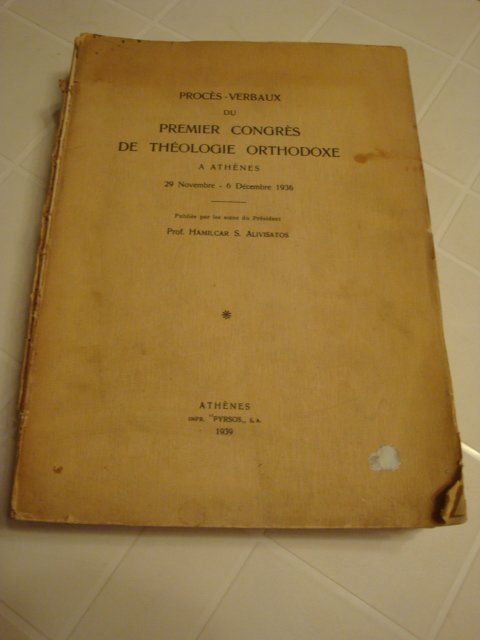 PROCÈS-VERBAUX
DU
PREMIER CONGRÈS
DE THÉOLOGIE ORTHODOXE
A ATHÈNES
29 Novembre - 6 Décembre 1936
Publiés par les soins du Président
Prof. HAMILCAR S. ALIVISATOS
ATHÈNES
IMPR. "PYRSOS„ S.A.
1939